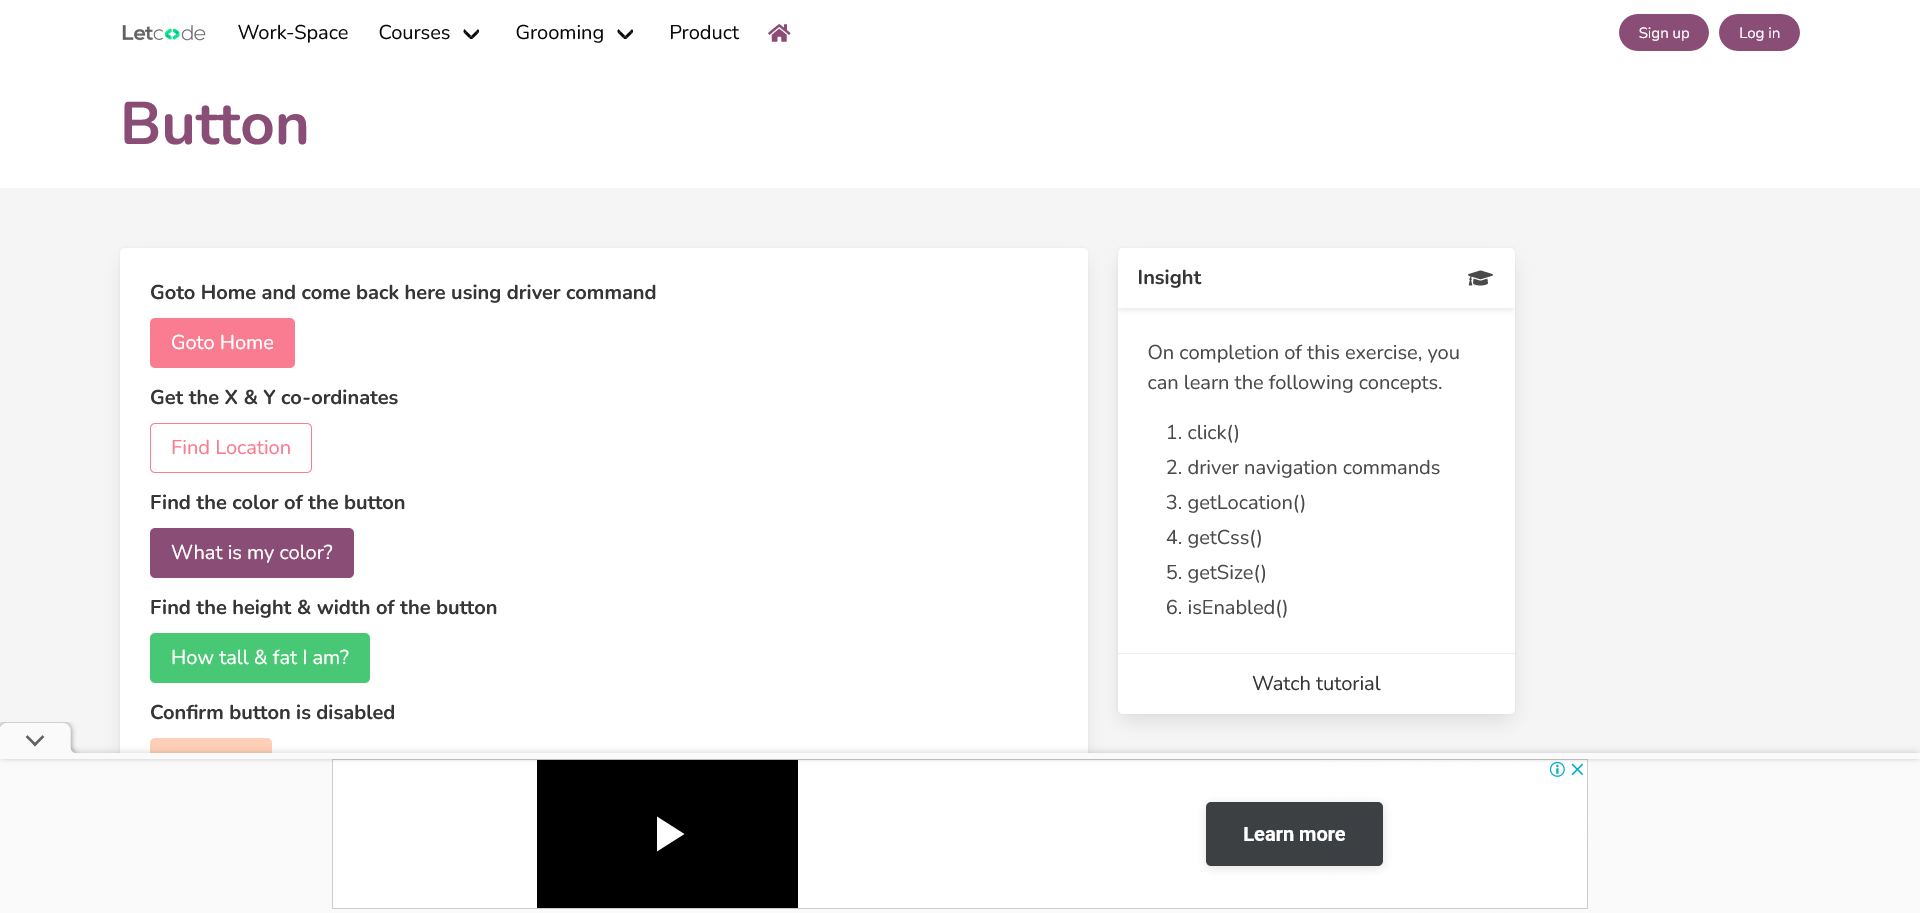 Letcode
Work-Space
Courses
Grooming
Product
Sign up
Log in
Button
Goto Home and come back here using driver command
Goto Home
Get the X & Y co-ordinates
Find Location
Find the color of the button
What is my color?
Find the height & width of the button
How tall & fat I am?
Confirm button is disabled
Insight
On completion of this exercise, you
can learn the following concepts.
1. click()
2. driver navigation commands
3. getLocation()
4. getCss()
5. getSize()
6. isEnabled()
Watch tutorial
Learn more